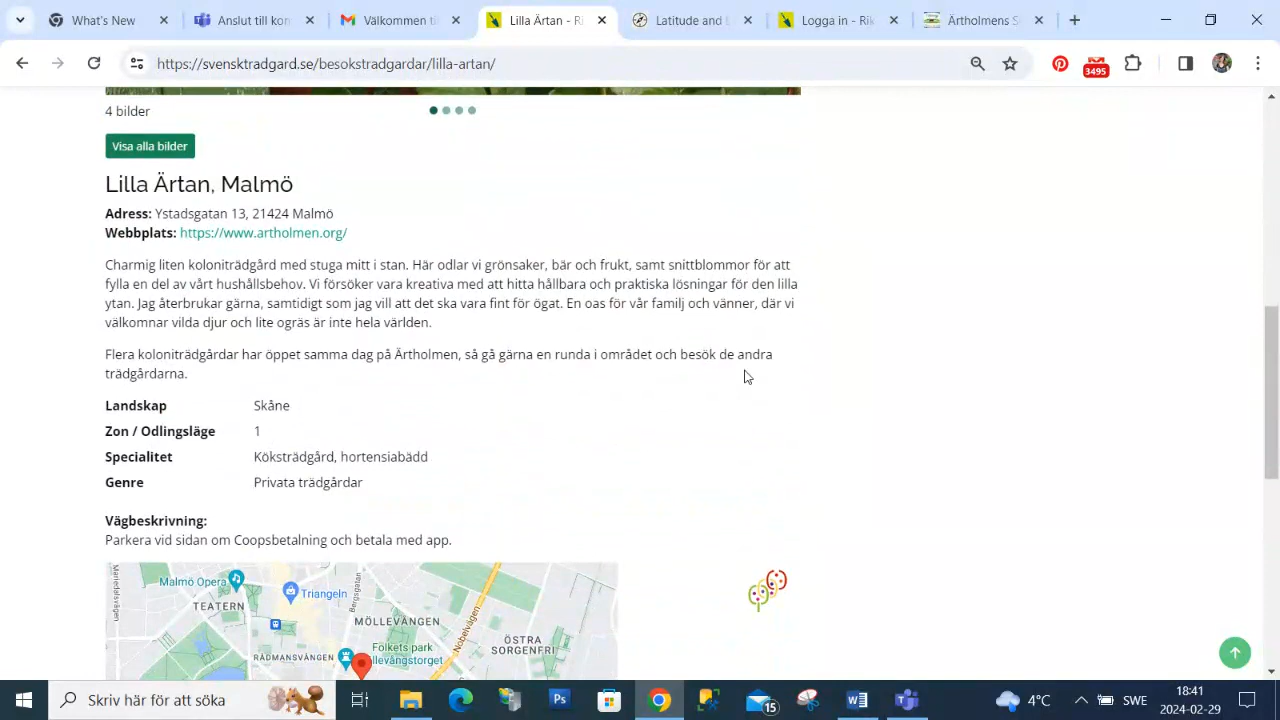 What's New
Anslut till kon
Välkommen til
Lilla Ärtan - Ri
Latitude and L
Logga in - Rik
Ärtholmens S
https://svensktradgard.se/besokstradgardar/lilla-artan/
3495
4 bilder
Visa alla bilder
Lilla Ärtan, Malmö
Adress: Ystadsgatan 13, 21424 Malmö
Webbplats: https://www.artholmen.org/
Charmig liten koloniträdgård med stuga mitt i stan. Här odlar vi grönsaker, bär och frukt, samt snittblommor för att
fylla en del av vårt hushållsbehov. Vi försöker vara kreativa med att hitta hållbara och praktiska lösningar för den lilla
ytan. Jag återbrukar gärna, samtidigt som jag vill att det ska vara fint för ögat. En oas för vår familj och vänner, där vi
välkomnar vilda djur och lite ogräs är inte hela världen.
Flera koloniträdgårdar har öppet samma dag på Ärtholmen, så gå gärna en runda i området och besök de andra
trädgårdarna.
Landskap Skåne
Zon / Odlingsläge 1
Specialitet Köksträdgård, hortensiabädd
Genre Privata trädgårdar
Vägbeskrivning:
Parkera vid sidan om Coopsbetalning och betala med app.
Malmö Opera
Triangeln
TEATERN
Bergsgatan
MÖLLEVÅNGEN
Nobelvägen
ÖSTRA
SORGENFRI
Folkets park
RÅDMANSVÅNGEN
llevångstorget
Skriv här för att söka
15
4°C
SWE
18:41
2024-02-29